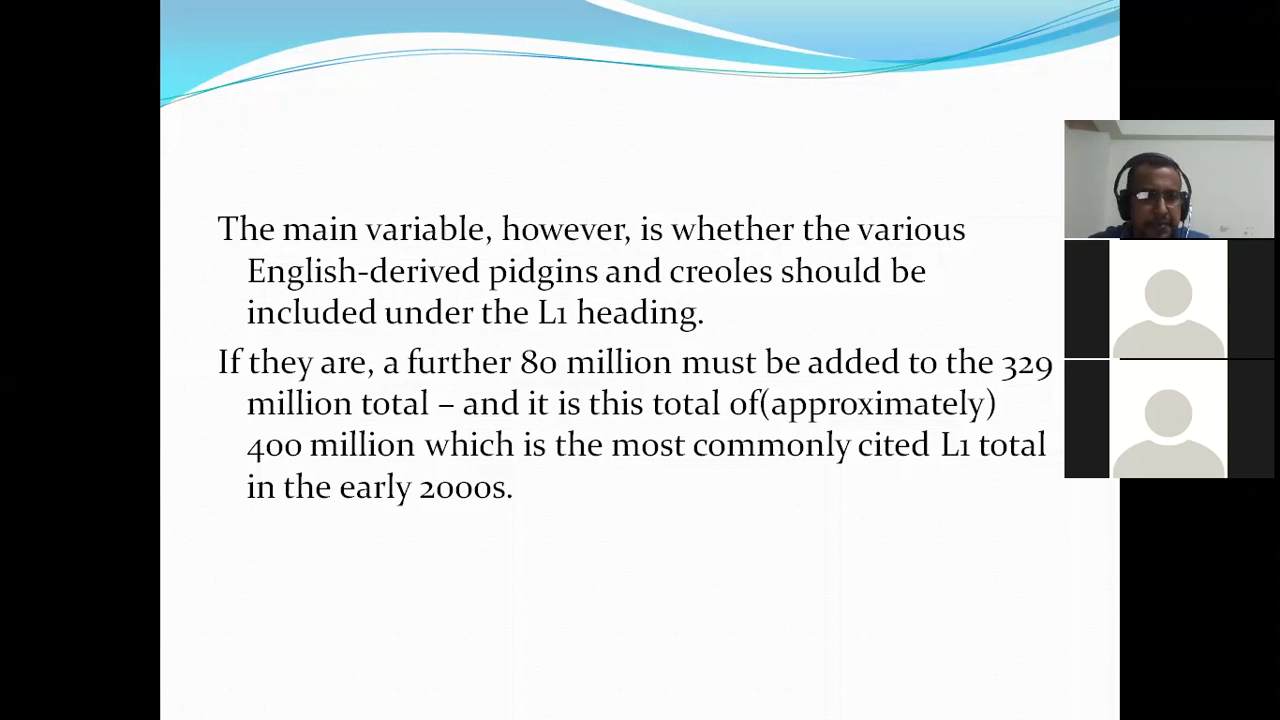 The main variable, however, is whether the various
English-derived pidgins and creoles should be
included under the L1 heading.
If they are, a further 80 million must be added to the 329
million total – and it is this total of(approximately)
400 million which is the most commonly cited L1 total
in the early 2000s.